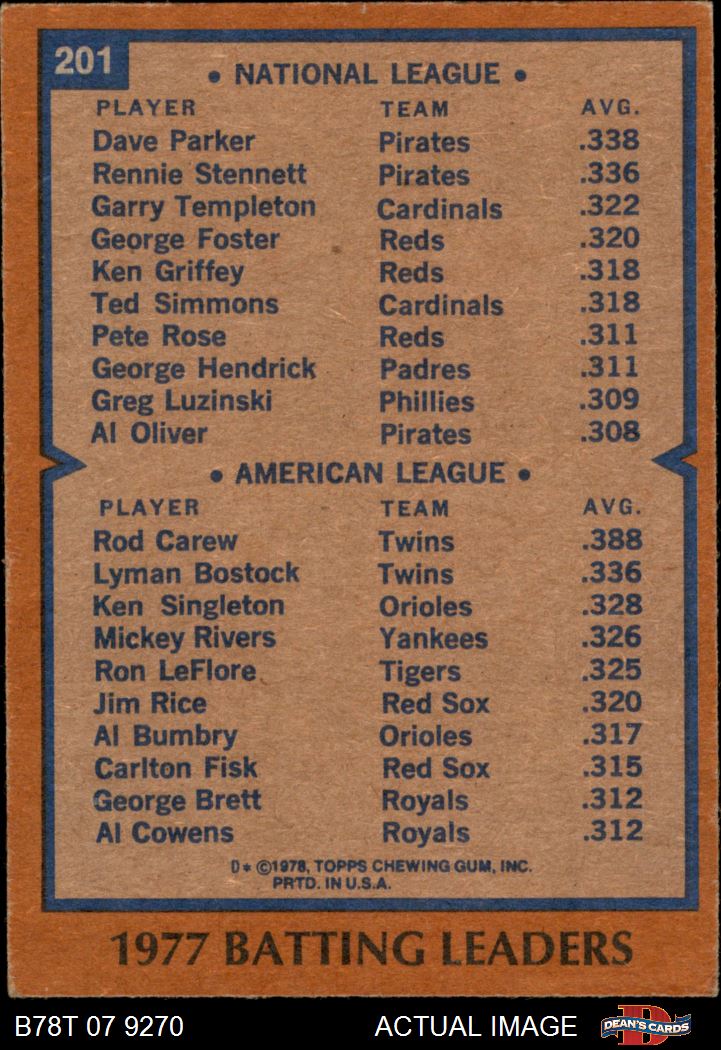 201
• NATIONAL LEAGUE •
PLAYER TEAM AVG.
Dave Parker Pirates .338
Rennie Stennett Pirates .336
Garry Templeton Cardinals .322
George Foster Reds .320
Ken Griffey Reds .318
Ted Simmons Cardinals .318
Pete Rose Reds .311
George Hendrick Padres .311
Greg Luzinski Phillies .309
Al Oliver Pirates .308
• AMERICAN LEAGUE •
PLAYER TEAM AVG.
Rod Carew Twins .388
Lyman Bostock Twins .336
Ken Singleton Orioles .328
Mickey Rivers Yankees .326
Ron LeFlore Tigers .325
Jim Rice Red Sox .320
Al Bumbry Orioles .317
Carlton Fisk Red Sox .315
George Brett Royals .312
Al Cowens Royals .312
D* ©1978, TOPPS CHEWING GUM, INC.
PRTD. IN U.S.A.
1977 BATTING LEADERS
B78T 07 9270 ACTUAL IMAGE D DEAN'S CARDS